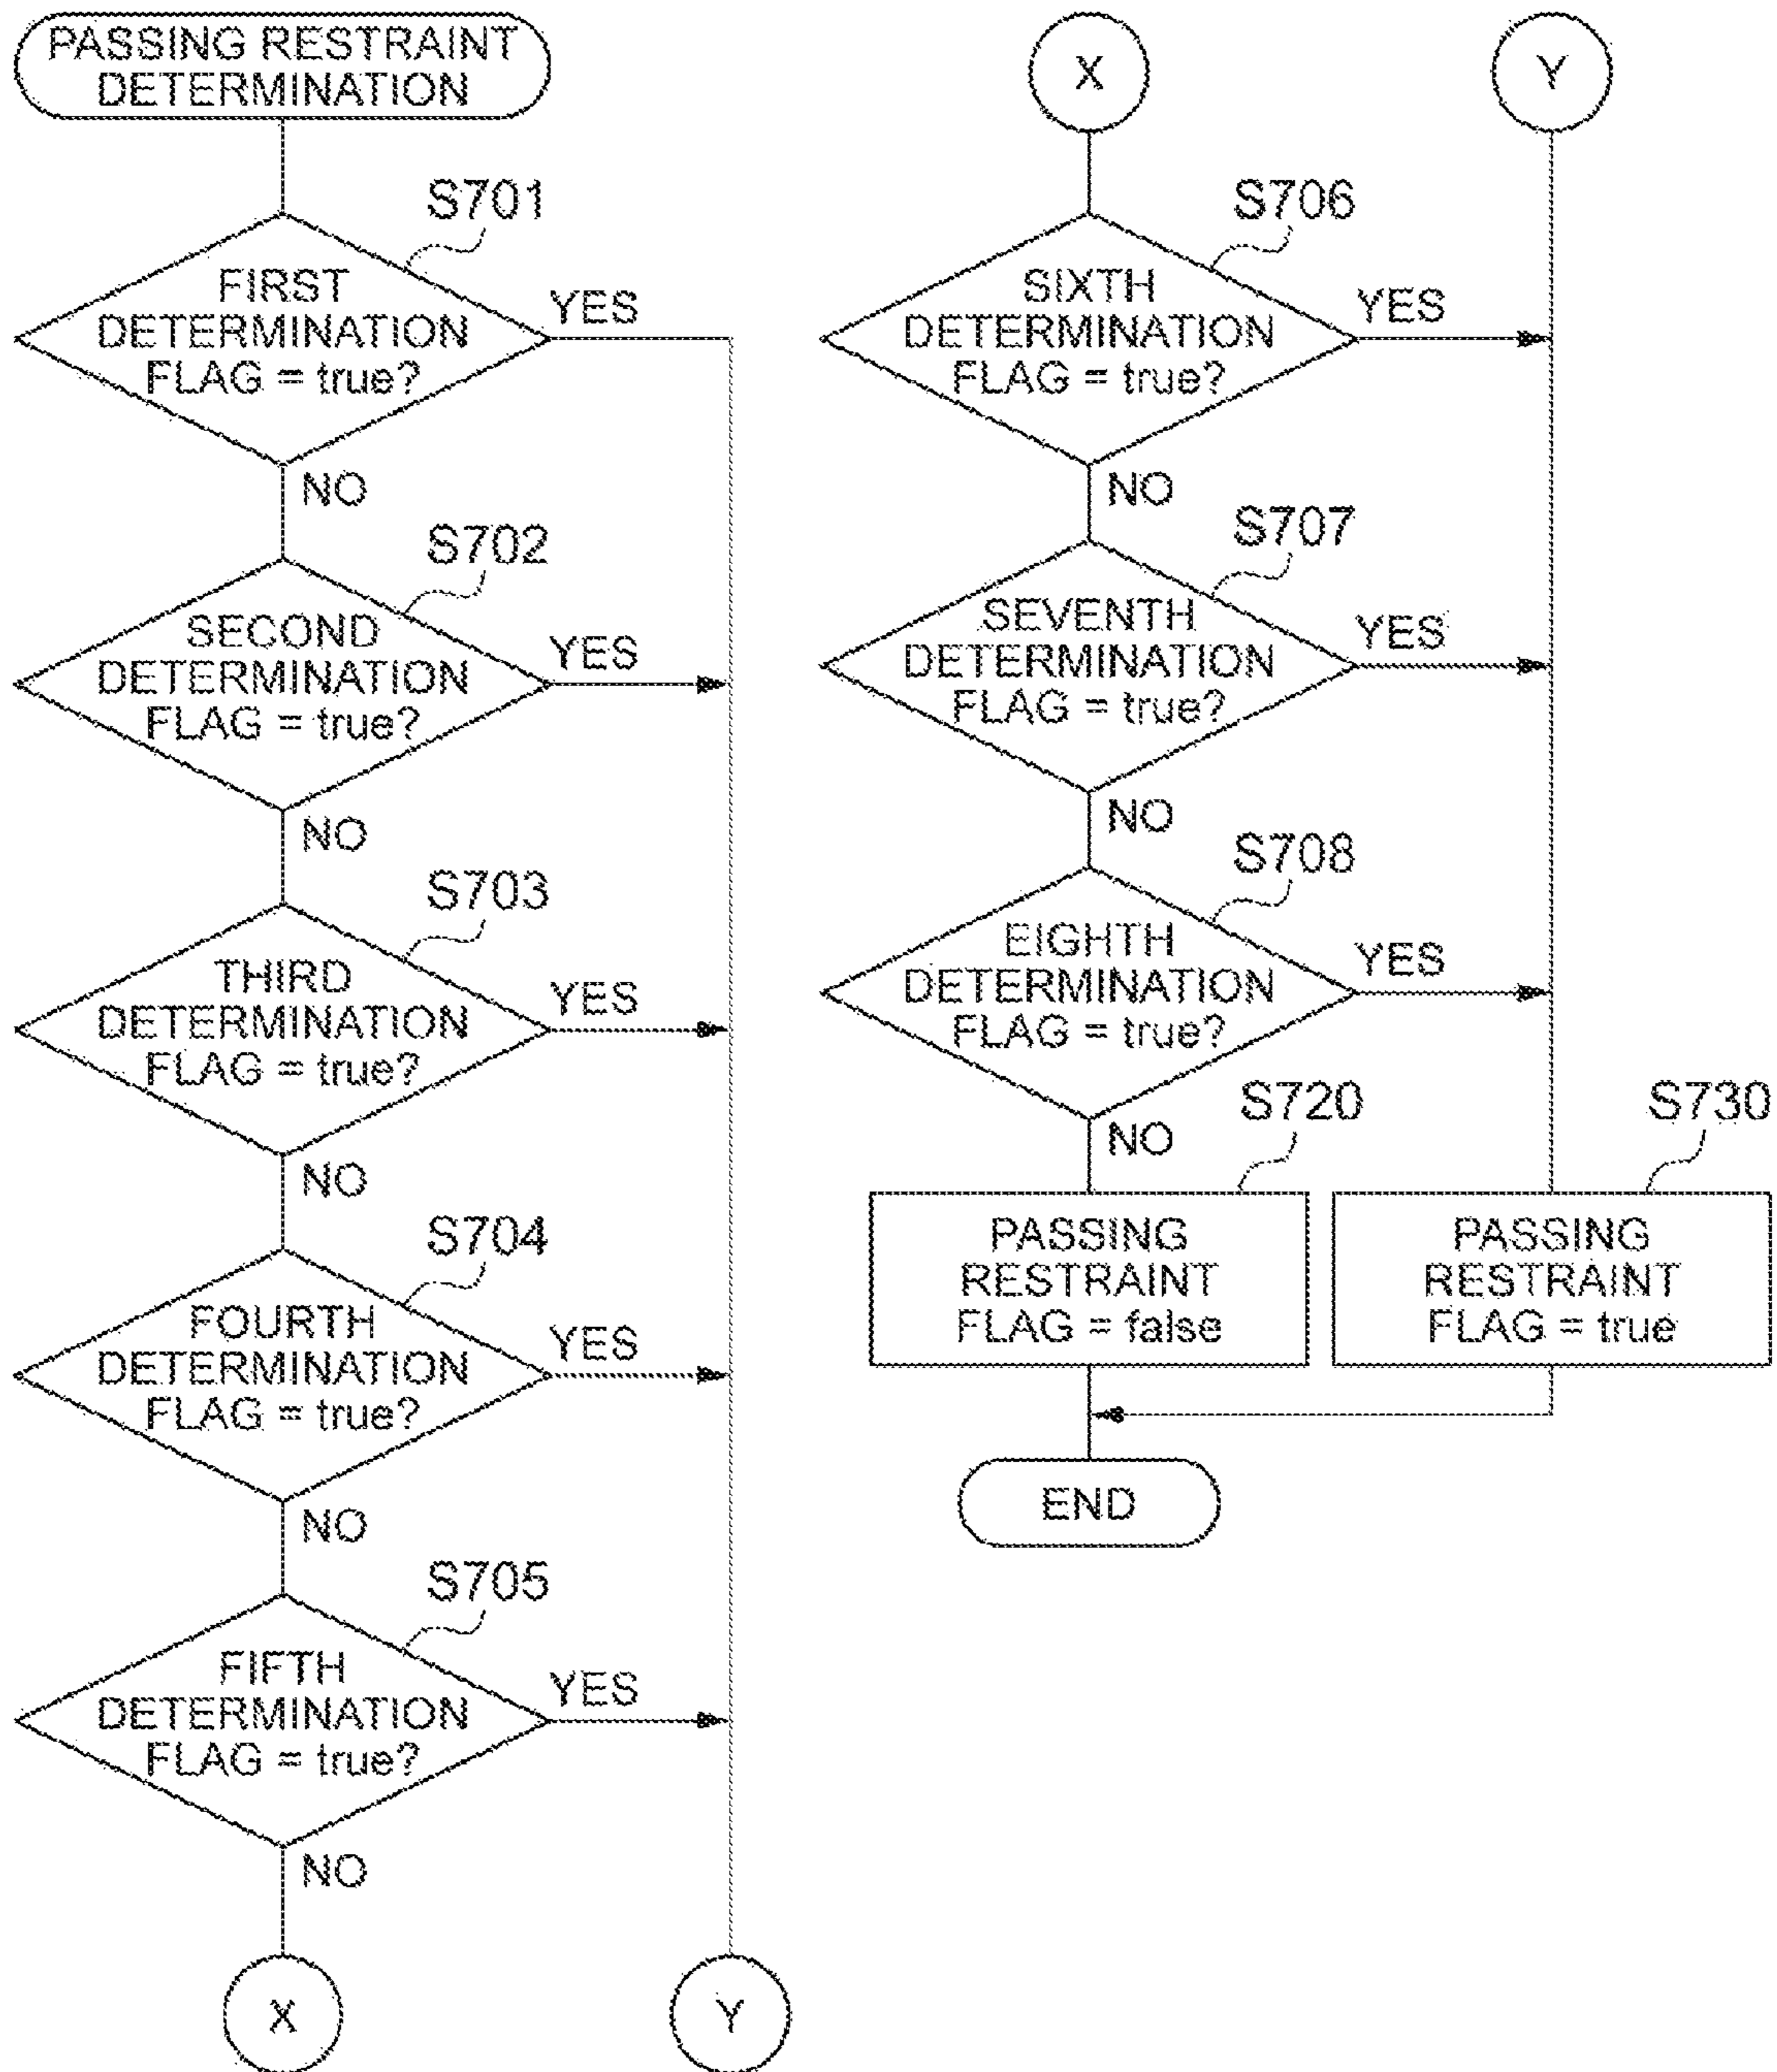 PASSING RESTRAINT
DETERMINATION
S701
FIRST
DETERMINATION
FLAG = true?
YES
NO
S702
SECOND
DETERMINATION
FLAG = true?
YES
NO
S703
THIRD
DETERMINATION
FLAG = true?
YES
NO
S704
FOURTH
DETERMINATION
FLAG = true?
YES
NO
S705
FIFTH
DETERMINATION
FLAG = true?
YES
NO
X
Y
X
Y
S706
SIXTH
DETERMINATION
FLAG = true?
YES
NO
S707
SEVENTH
DETERMINATION
FLAG = true?
YES
NO
S708
EIGHTH
DETERMINATION
FLAG = true?
YES
NO
S720
PASSING
RESTRAINT
FLAG = false
S730
PASSING
RESTRAINT
FLAG = true
END